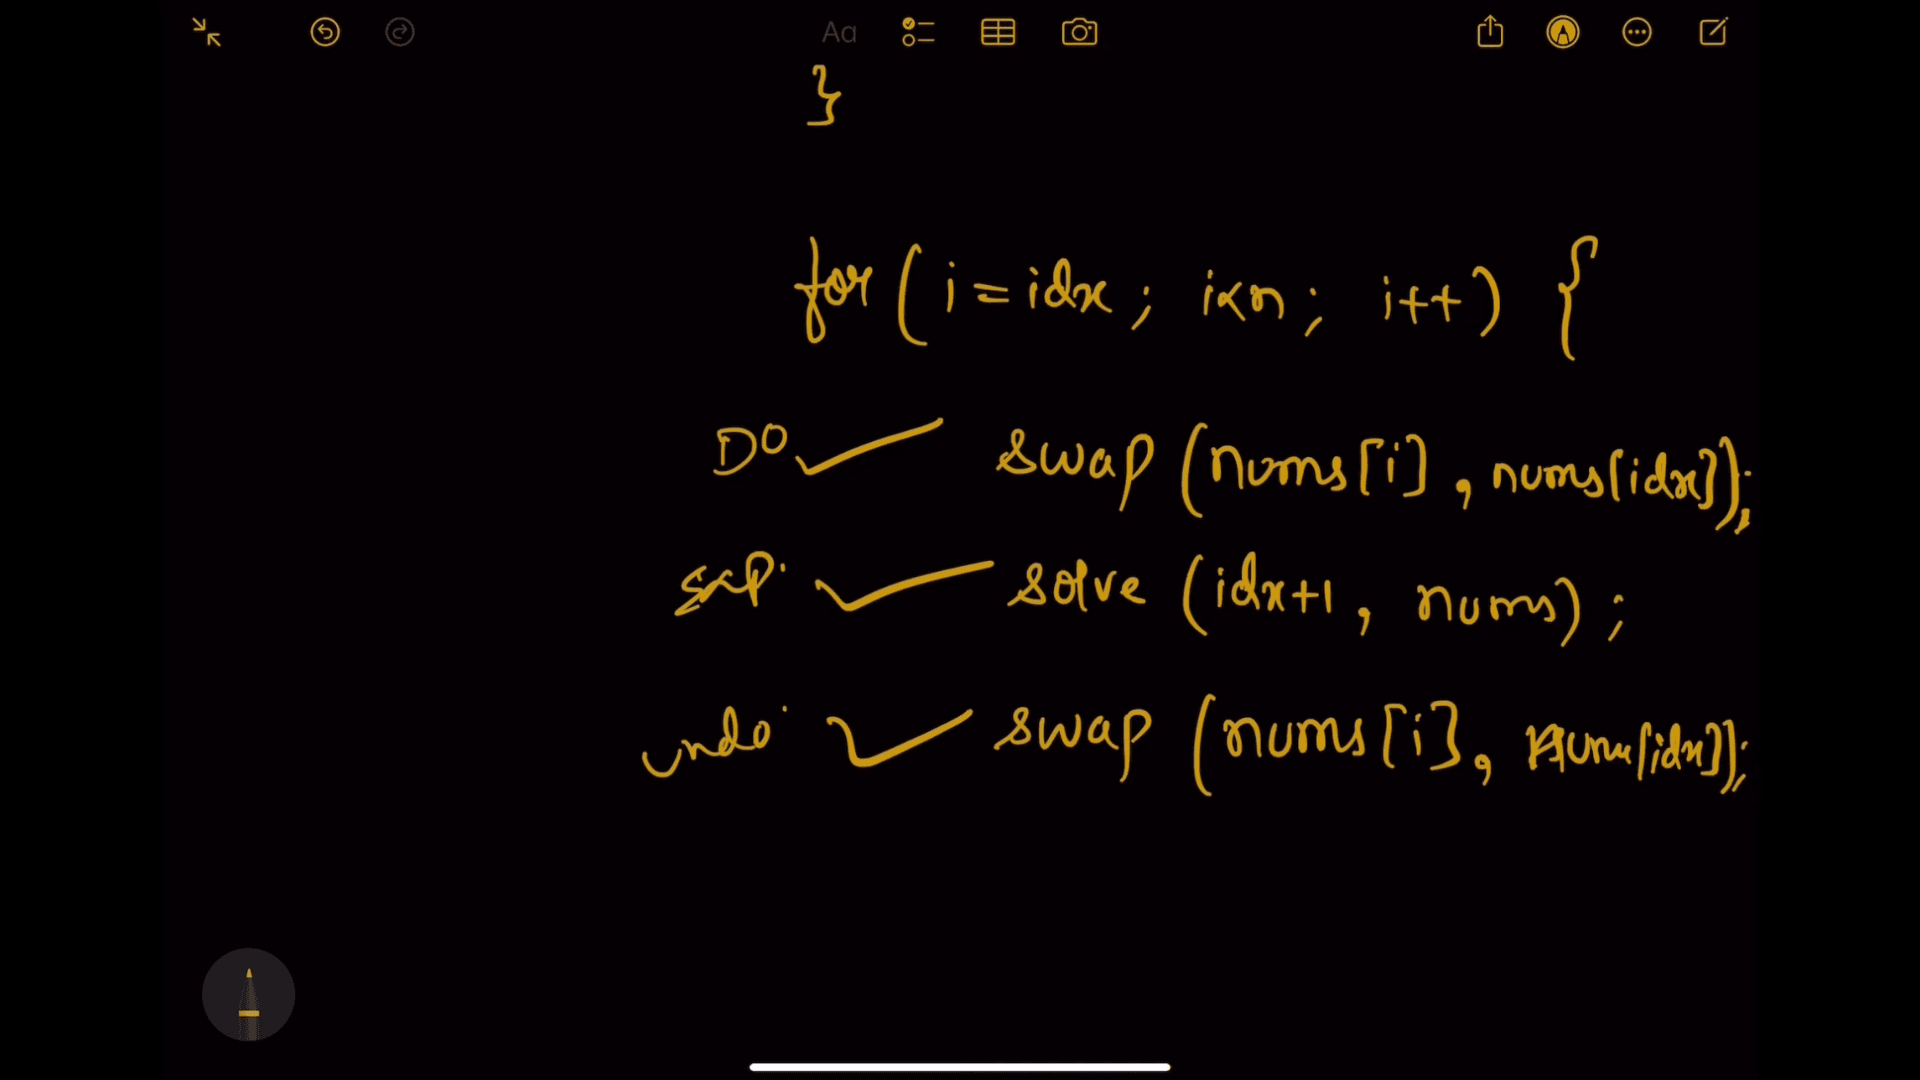 Aa
}
for ( i = idx ; i<n ; i++ ) {
DO swap ( nums[i] , nums[idx]);
exp. solve ( idx+1 , nums ) ;
undo swap ( nums[i] , nums[idx]);